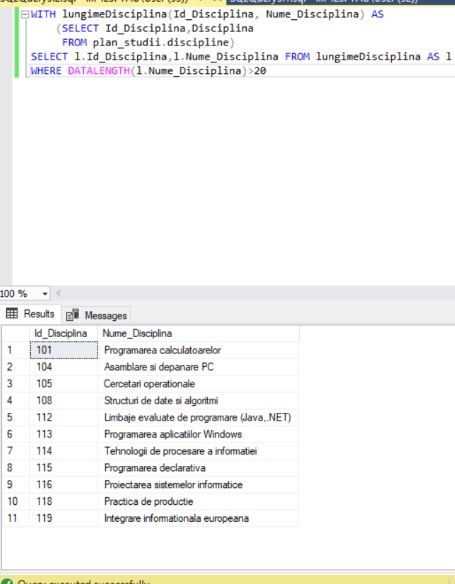 WITH lungimeDisciplina(Id_Disciplina, Nume_Disciplina) AS
(SELECT Id_Disciplina,Disciplina
FROM plan_studii.discipline)
SELECT l.Id_Disciplina,l.Nume_Disciplina FROM lungimeDisciplina AS l
WHERE DATALENGTH(l.Nume_Disciplina)>20
100 %
Results Messages
Id_Disciplina Nume_Disciplina
1 101 Programarea calculatoarelor
2 104 Asamblare si depanare PC
3 105 Cercetari operationale
4 108 Structuri de date si algoritmi
5 112 Limbaje evaluate de programare (Java,.NET)
6 113 Programarea aplicatiilor Windows
7 114 Tehnologii de procesare a informatiei
8 115 Programarea declarativa
9 116 Proiectarea sistemelor informatice
10 118 Practica de productie
11 119 Integrare informationala europeana
Query executed successfully